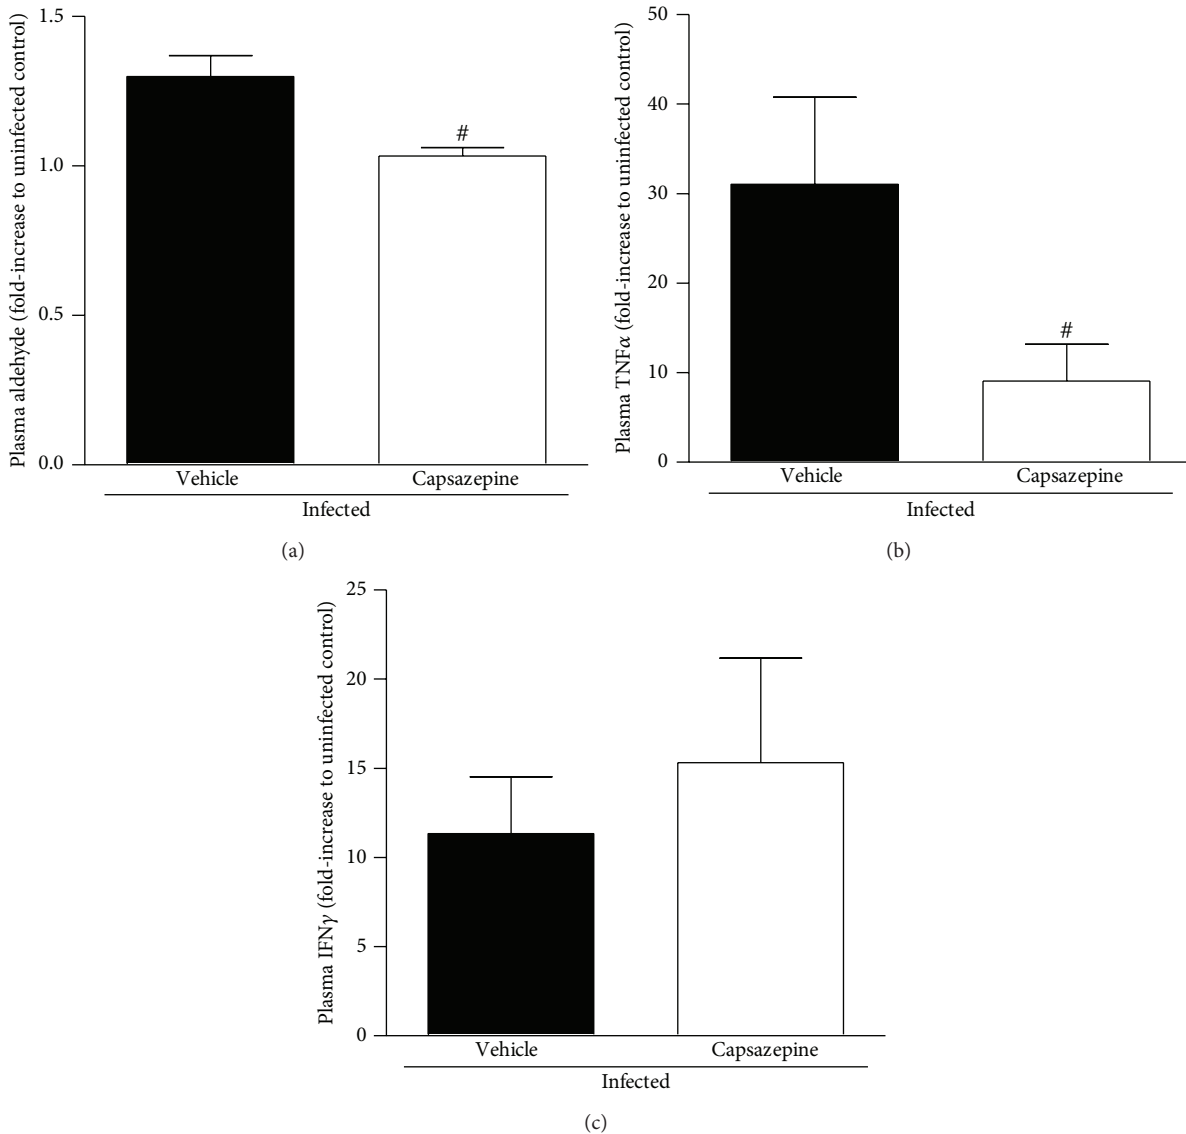 Plasma aldehyde (fold-increase to uninfected control)
1.5
1.0
0.5
0.0
#
Vehicle
Capsazepine
Infected
(a)
Plasma TNFα (fold-increase to uninfected control)
50
40
30
20
10
0
#
Vehicle
Capsazepine
Infected
(b)
Plasma IFNγ (fold-increase to uninfected control)
25
20
15
10
5
0
Vehicle
Capsazepine
Infected
(c)